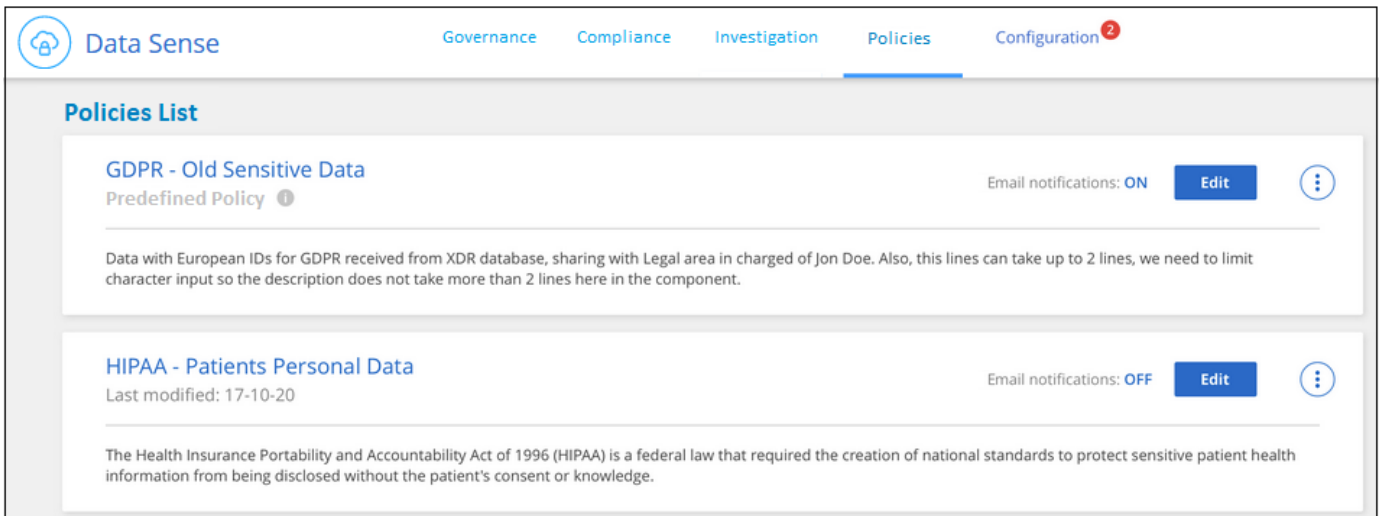 Data Sense
Governance Compliance Investigation Policies Configuration 2
Policies List
GDPR - Old Sensitive Data
Email notifications: ON Edit
Predefined Policy i
Data with European IDs for GDPR received from XDR database, sharing with Legal area in charged of Jon Doe. Also, this lines can take up to 2 lines, we need to limit
character input so the description does not take more than 2 lines here in the component.
HIPAA - Patients Personal Data
Email notifications: OFF Edit
Last modified: 17-10-20
The Health Insurance Portability and Accountability Act of 1996 (HIPAA) is a federal law that required the creation of national standards to protect sensitive patient health
information from being disclosed without the patient's consent or knowledge.